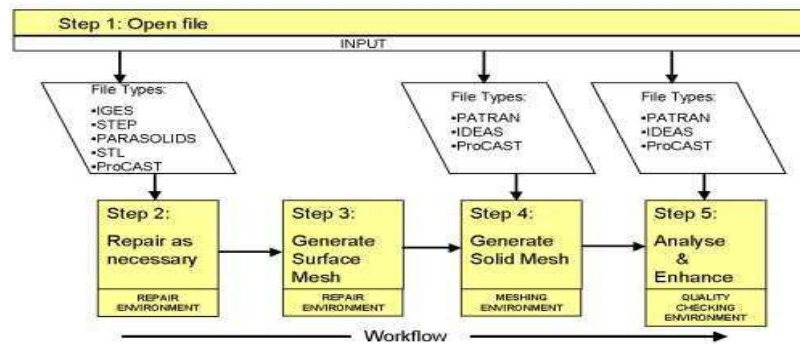 Step 1: Open file
INPUT
File Types:
•IGES
•STEP
•PARASOLIDS
•STL
•ProCAST
File Types:
•PATRAN
•IDEAS
•ProCAST
File Types:
•PATRAN
•IDEAS
•ProCAST
Step 2:
Repair as
necessary
REPAIR
ENVIRONMENT
Step 3:
Generate
Surface
Mesh
REPAIR
ENVIRONMENT
Step 4:
Generate
Solid Mesh
MESHING
ENVIRONMENT
Step 5:
Analyse
&
Enhance
QUALITY
CHECKING
ENVIRONMENT
Workflow